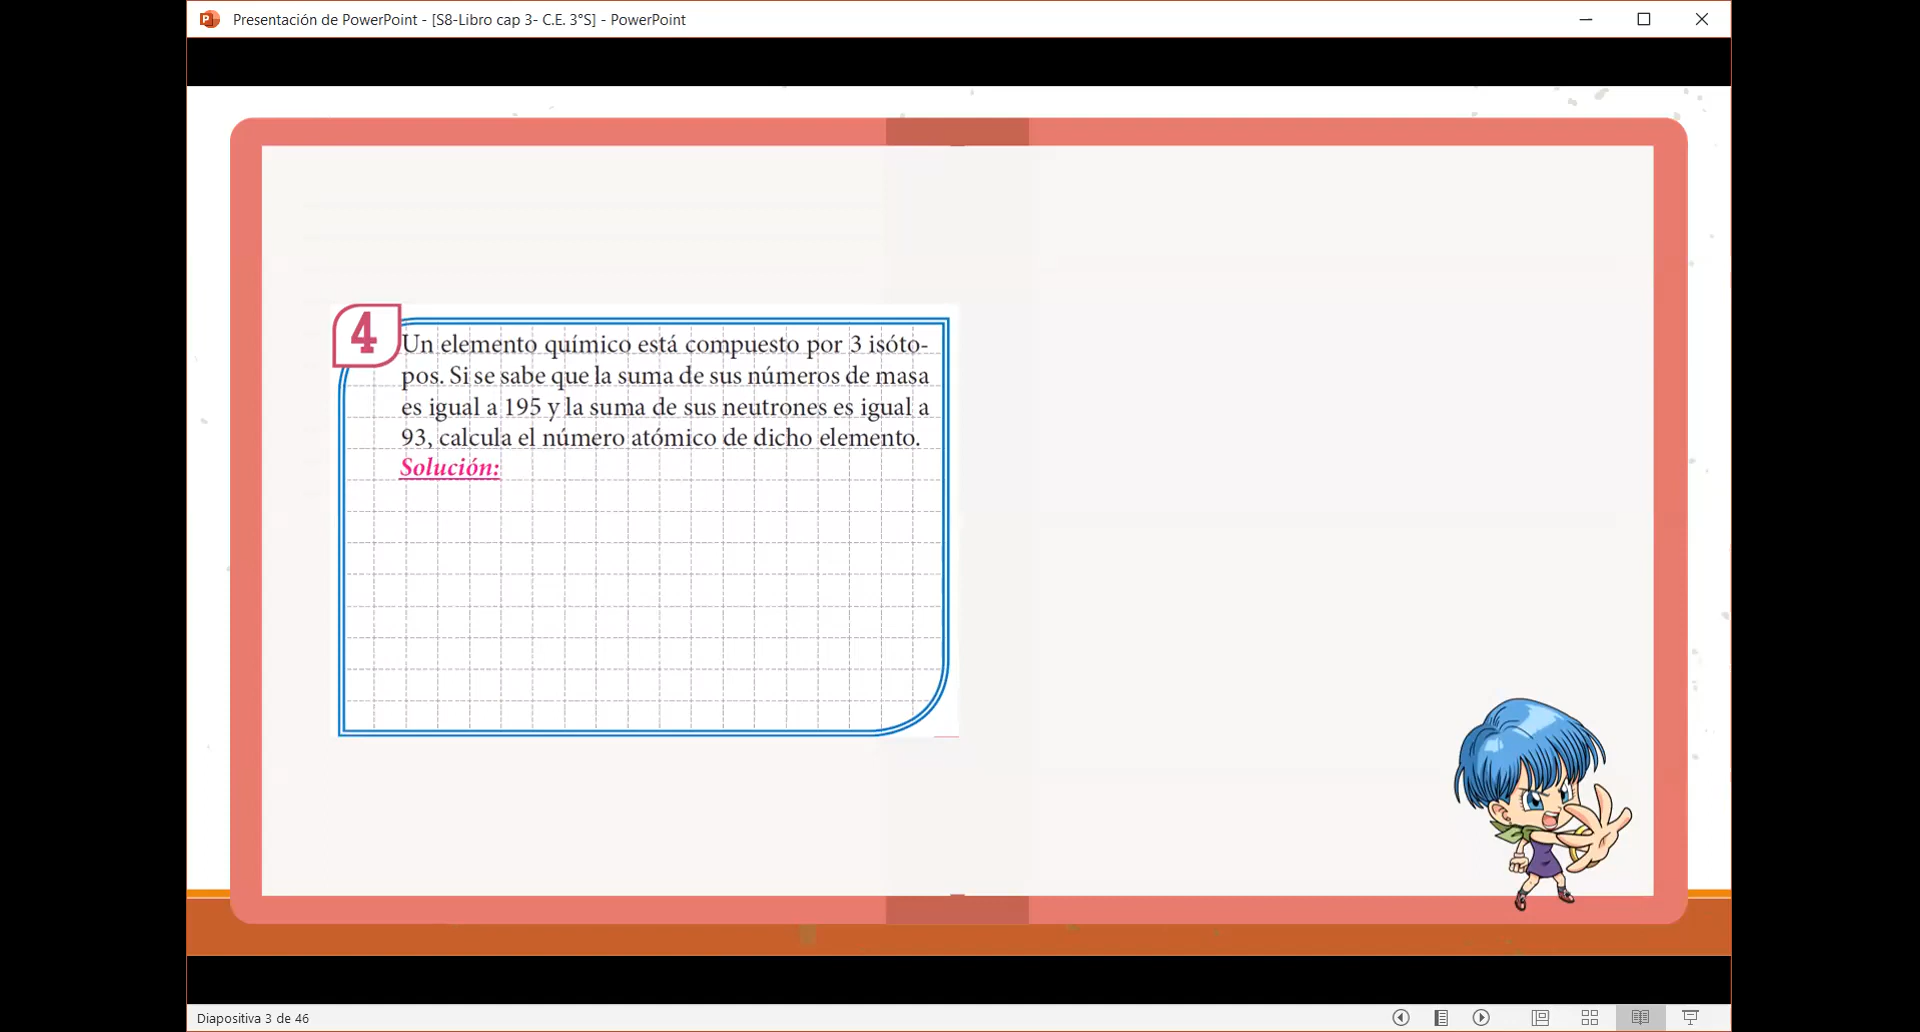 Presentación de PowerPoint - [S8-Libro cap 3- C.E. 3°S] - PowerPoint
4
Un elemento químico está compuesto por 3 isóto-
pos. Si se sabe que la suma de sus números de masa
es igual a 195 y la suma de sus neutrones es igual a
93, calcula el número atómico de dicho elemento.
Solución:
Diapositiva 3 de 46